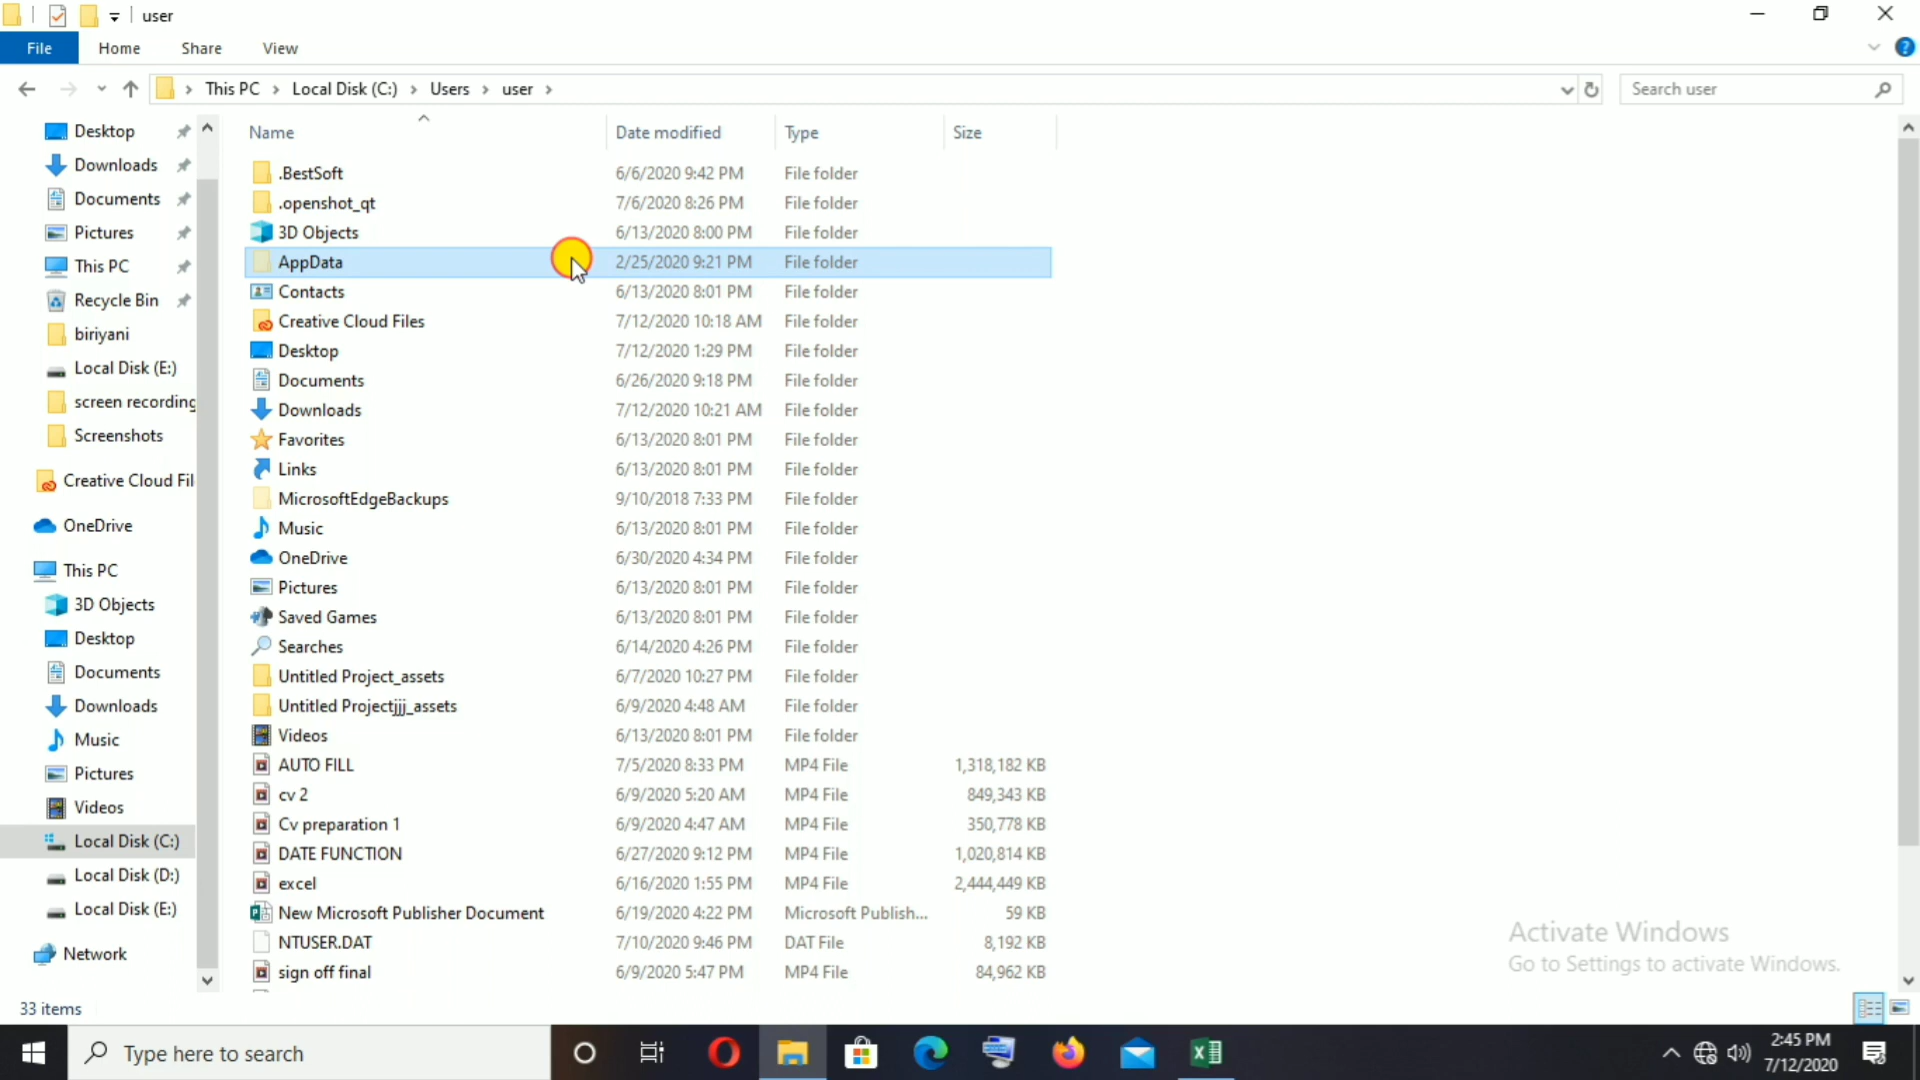 user
File Home Share View
This PC > Local Disk (C:) > Users > user >
Search user
Desktop
Downloads
Documents
Pictures
This PC
Recycle Bin
biriyani
Local Disk (E:)
screen recording
Screenshots
Creative Cloud Fil
OneDrive
This PC
3D Objects
Desktop
Documents
Downloads
Music
Pictures
Videos
Local Disk (C:)
Local Disk (D:)
Local Disk (E:)
Network
Name Date modified Type Size
.BestSoft 6/6/2020 9:42 PM File folder
.openshot_qt 7/6/2020 8:26 PM File folder
3D Objects 6/13/2020 8:00 PM File folder
AppData 2/25/2020 9:21 PM File folder
Contacts 6/13/2020 8:01 PM File folder
Creative Cloud Files 7/12/2020 10:18 AM File folder
Desktop 7/12/2020 1:29 PM File folder
Documents 6/26/2020 9:18 PM File folder
Downloads 7/12/2020 10:21 AM File folder
Favorites 6/13/2020 8:01 PM File folder
Links 6/13/2020 8:01 PM File folder
MicrosoftEdgeBackups 9/10/2018 7:33 PM File folder
Music 6/13/2020 8:01 PM File folder
OneDrive 6/30/2020 4:34 PM File folder
Pictures 6/13/2020 8:01 PM File folder
Saved Games 6/13/2020 8:01 PM File folder
Searches 6/14/2020 4:26 PM File folder
Untitled Project_assets 6/7/2020 10:27 PM File folder
Untitled Projectjjj_assets 6/9/2020 4:48 AM File folder
Videos 6/13/2020 8:01 PM File folder
AUTO FILL 7/5/2020 8:33 PM MP4 File 1,318,182 KB
cv 2 6/9/2020 5:20 AM MP4 File 849,343 KB
Cv preparation 1 6/9/2020 4:47 AM MP4 File 350,778 KB
DATE FUNCTION 6/27/2020 9:12 PM MP4 File 1,020,814 KB
excel 6/16/2020 1:55 PM MP4 File 2,444,449 KB
New Microsoft Publisher Document 6/19/2020 4:22 PM Microsoft Publish... 59 KB
NTUSER.DAT 7/10/2020 9:46 PM DAT File 8,192 KB
sign off final 6/9/2020 5:47 PM MP4 File 84,962 KB
Activate Windows
Go to Settings to activate Windows.
33 items
Type here to search
2:45 PM
7/12/2020